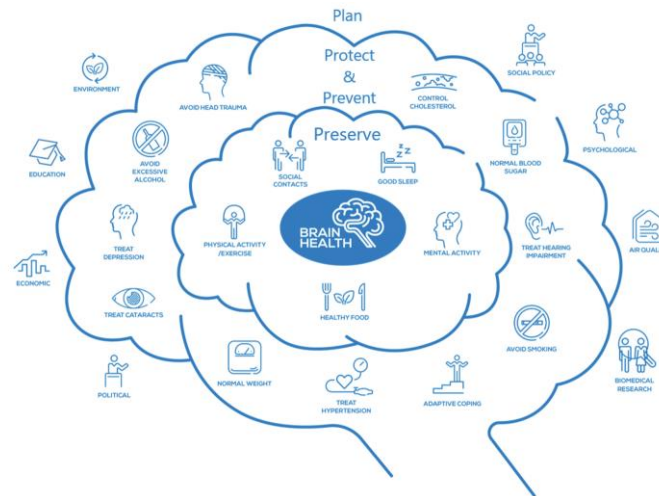 Plan
Protect
&
Prevent
Preserve
ENVIRONMENT
AVOID HEAD TRAUMA
CONTROL
CHOLESTEROL
SOCIAL POLICY
EDUCATION
AVOID
EXCESSIVE
ALCOHOL
SOCIAL
CONTACTS
GOOD SLEEP
NORMAL BLOOD
SUGAR
PSYCHOLOGICAL
ECONOMIC
TREAT
DEPRESSION
PHYSICAL ACTIVITY
/EXERCISE
BRAIN
HEALTH
MENTAL ACTIVITY
TREAT HEARING
IMPAIRMENT
AIR QUAL
TREAT CATARACTS
HEALTHY FOOD
AVOID SMOKING
POLITICAL
NORMAL WEIGHT
TREAT
HYPERTENSION
ADAPTIVE COPING
BIOMEDICAL
RESEARCH